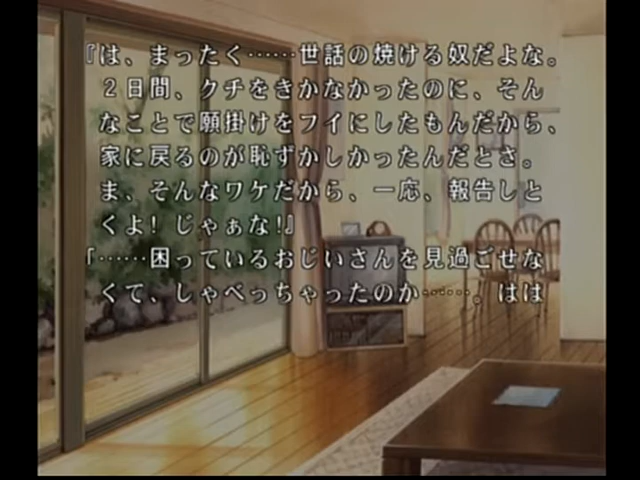 『は、まったく……世話の焼ける奴だよな。
２日間、クチをきかなかったのに、そん
なことで願掛けをフイにしたもんだから、
家に戻るのが恥ずかしかったんだとさ。
ま、そんなワケだから、一応、報告しと
くよ！じゃぁな！』
「……困っているおじいさんを見過ごせな
くて、しゃべっちゃったのか……。はは